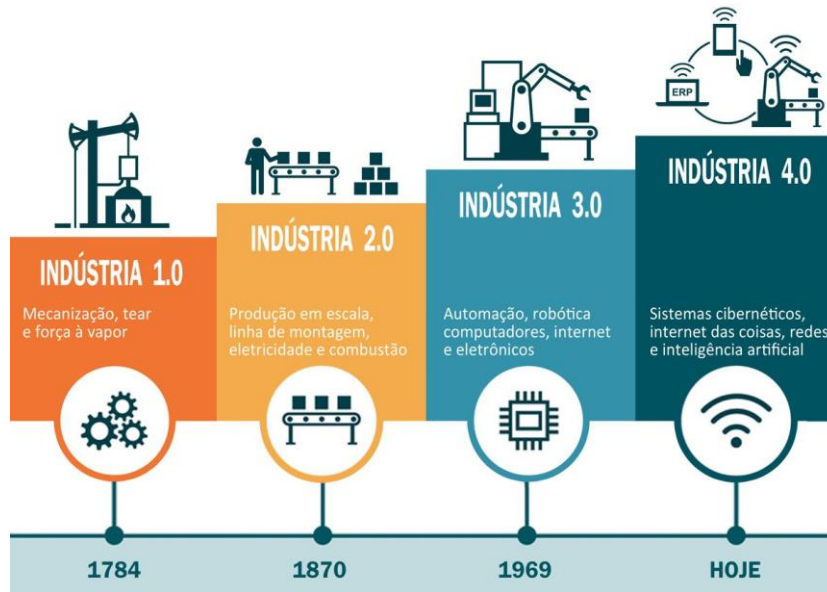 ERP
INDÚSTRIA 1.0
Mecanização, tear
e força à vapor
INDÚSTRIA 2.0
Produção em escala,
linha de montagem,
eletricidade e combustão
INDÚSTRIA 3.0
Automação, robótica
computadores, internet
e eletrônicos
INDÚSTRIA 4.0
Sistemas cibernéticos,
internet das coisas, redes
e inteligência artificial
1784
1870
1969
HOJE